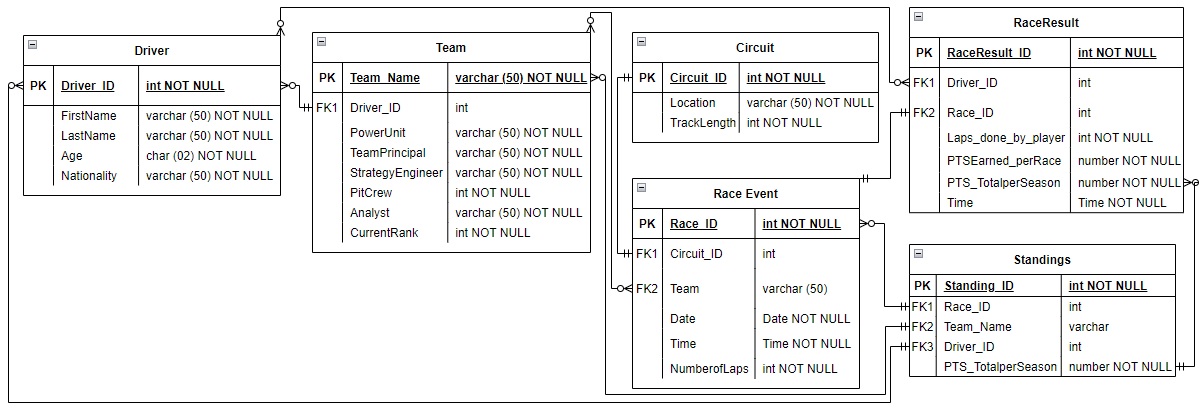 Driver
PK Driver_ID int NOT NULL
FirstName varchar (50) NOT NULL
LastName varchar (50) NOT NULL
Age char (02) NOT NULL
Nationality varchar (50) NOT NULL
Team
PK Team_Name varchar (50) NOT NULL
FK1 Driver_ID int
PowerUnit varchar (50) NOT NULL
TeamPrincipal varchar (50) NOT NULL
StrategyEngineer varchar (50) NOT NULL
PitCrew int NOT NULL
Analyst varchar (50) NOT NULL
CurrentRank int NOT NULL
Circuit
PK Circuit_ID int NOT NULL
Location varchar (50) NOT NULL
TrackLength int NOT NULL
Race Event
PK Race_ID int NOT NULL
FK1 Circuit_ID int
FK2 Team varchar (50)
Date Date NOT NULL
Time Time NOT NULL
NumberofLaps int NOT NULL
RaceResult
PK RaceResult_ID int NOT NULL
FK1 Driver_ID int
FK2 Race_ID int
Laps_done_by_player int NOT NULL
PTSEarned_perRace number NOT NULL
PTS_TotalperSeason number NOT NULL
Time Time NOT NULL
Standings
PK Standing_ID int NOT NULL
FK1 Race_ID int
FK2 Team_Name varchar
FK3 Driver_ID int
PTS_TotalperSeason number NOT NULL